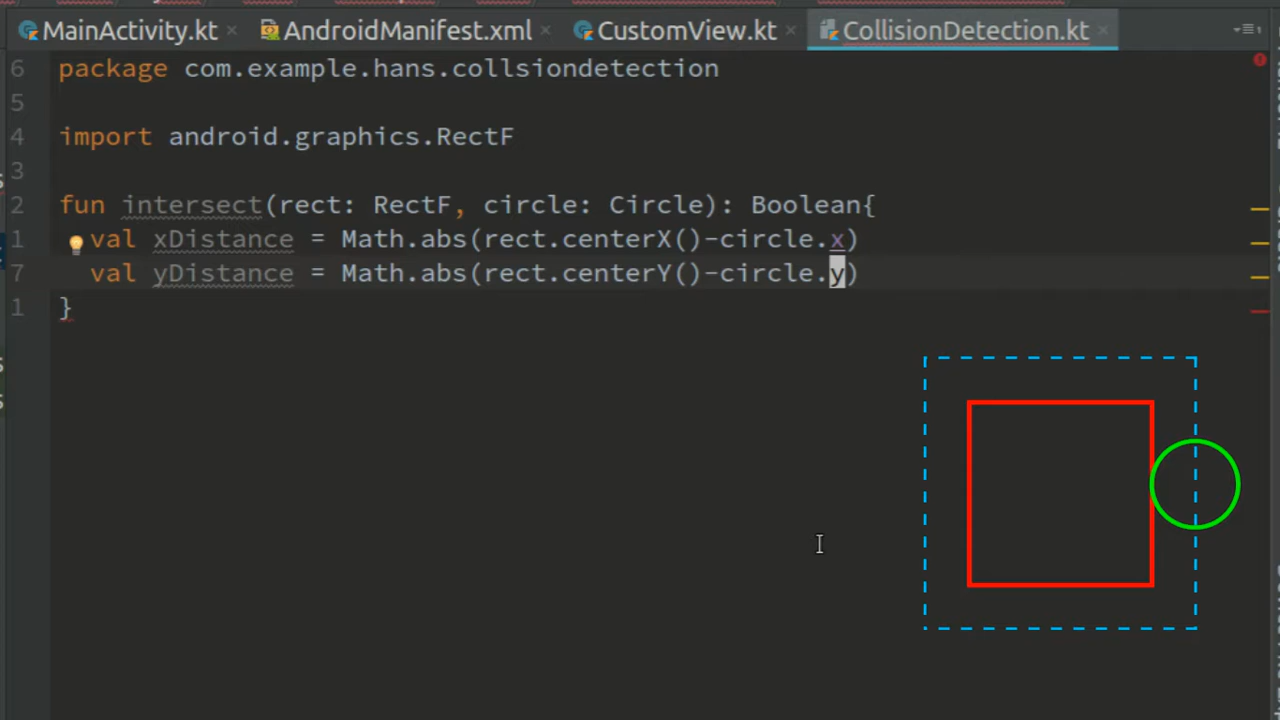 MainActivity.kt AndroidManifest.xml CustomView.kt CollisionDetection.kt
6 package com.example.hans.collsiondetection
5
4 import android.graphics.RectF
3
2 fun intersect(rect: RectF, circle: Circle): Boolean{
1 val xDistance = Math.abs(rect.centerX()-circle.x)
7 val yDistance = Math.abs(rect.centerY()-circle.y)
1 }